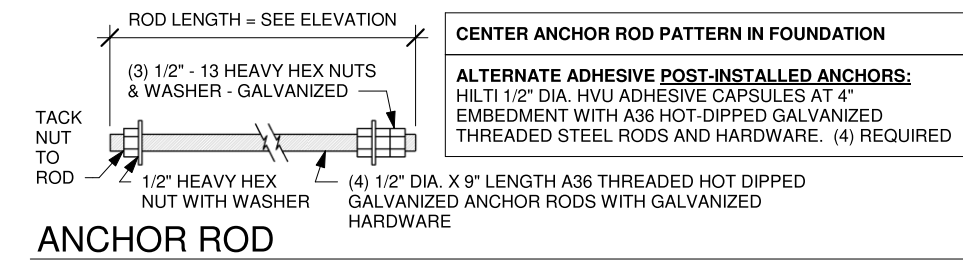 ROD LENGTH = SEE ELEVATION
(3) 1/2" - 13 HEAVY HEX NUTS
& WASHER - GALVANIZED
TACK
NUT
TO
ROD
1/2" HEAVY HEX
NUT WITH WASHER
(4) 1/2" DIA. X 9" LENGTH A36 THREADED HOT DIPPED
GALVANIZED ANCHOR RODS WITH GALVANIZED
HARDWARE
ANCHOR ROD
CENTER ANCHOR ROD PATTERN IN FOUNDATION
ALTERNATE ADHESIVE POST-INSTALLED ANCHORS:
HILTI 1/2" DIA. HVU ADHESIVE CAPSULES AT 4"
EMBEDMENT WITH A36 HOT-DIPPED GALVANIZED
THREADED STEEL RODS AND HARDWARE. (4) REQUIRED